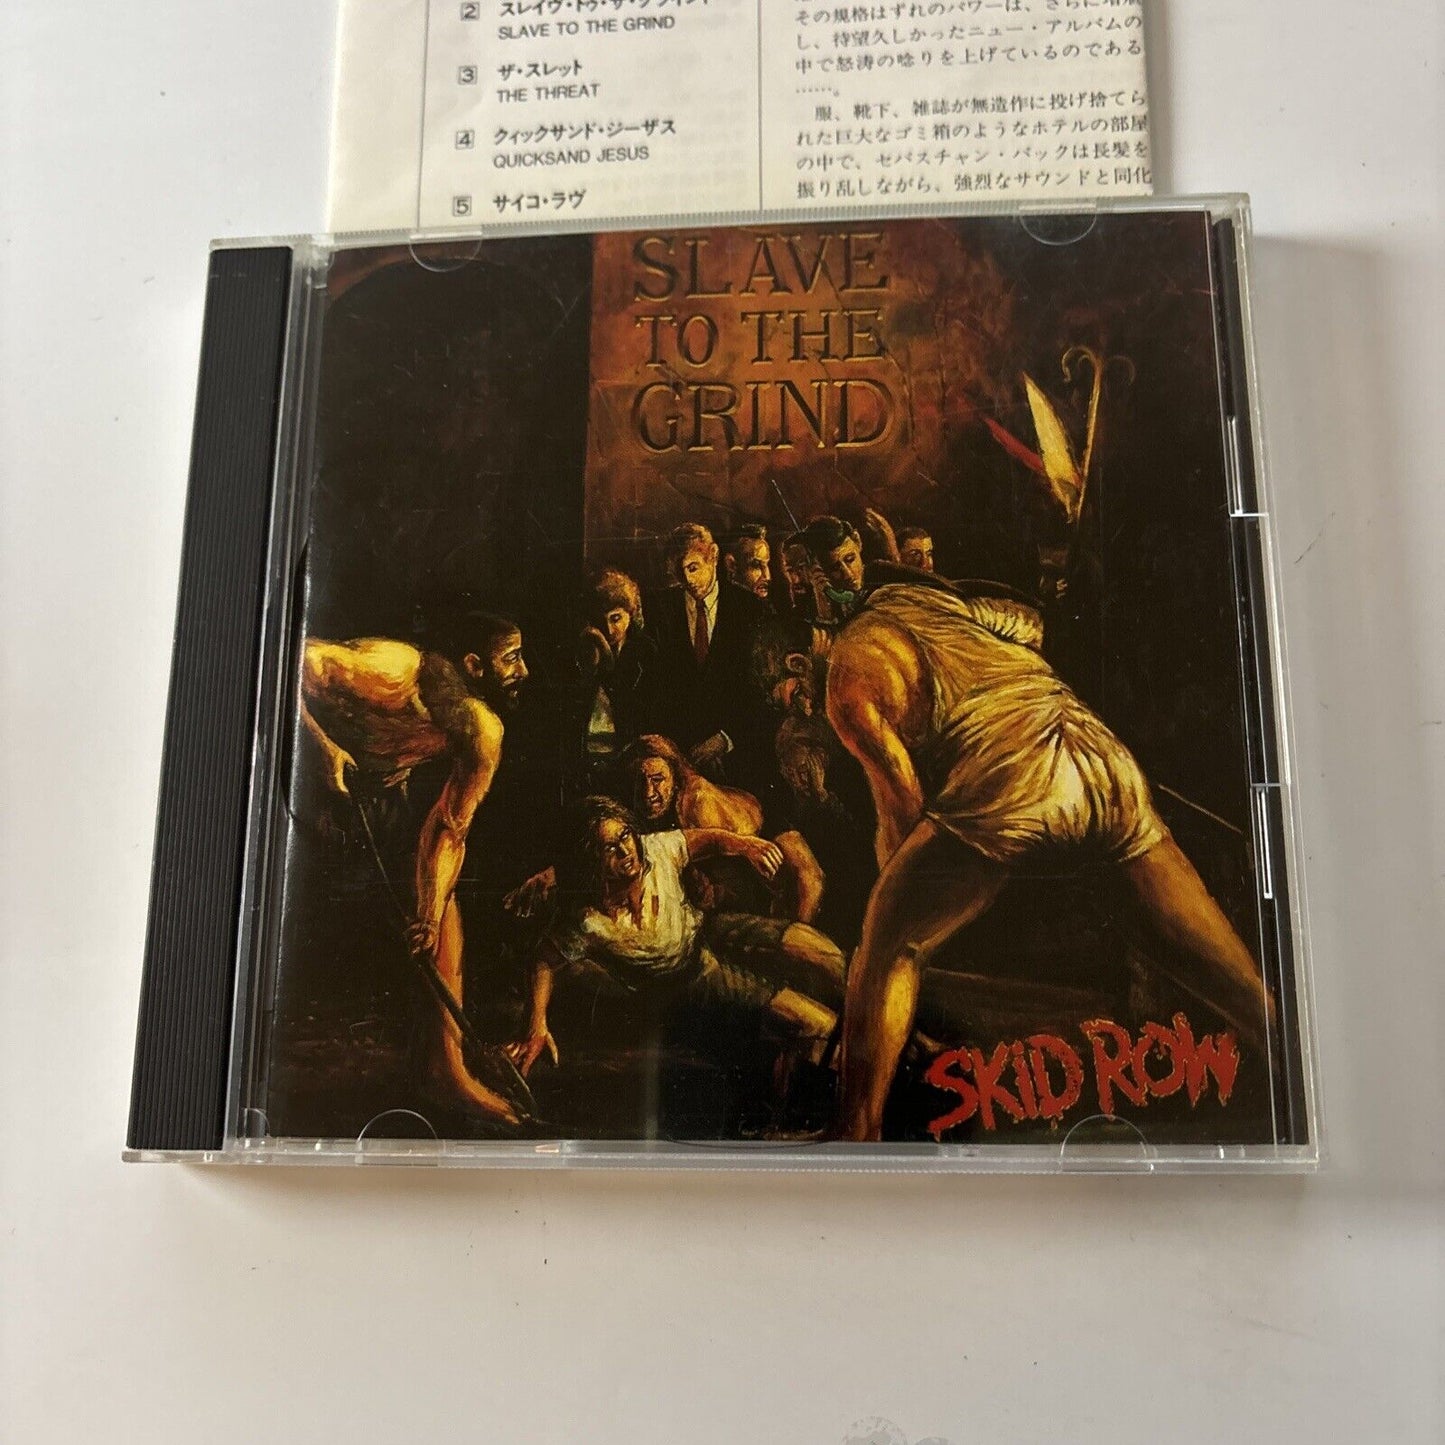 2 スレイヴ・トゥ・ザ・グラインド
SLAVE TO THE GRIND
3 ザ・スレット
THE THREAT
4 クィックサンド・ジーザス
QUICKSAND JESUS
5 サイコ・ラヴ
その規格はずれのパワーは、さらに増幅
し、待望久しかったニュー・アルバムの
中で怒涛の唸りを上げているのである
……。
服、靴下、雑誌が無造作に投げ捨てら
れた巨大なゴミ箱のようなホテルの部屋
の中で、セバスチャン・バックは長髪を
振り乱しながら、強烈なサウンドと同化
SLAVE
TO THE
GRIND
SKID ROW